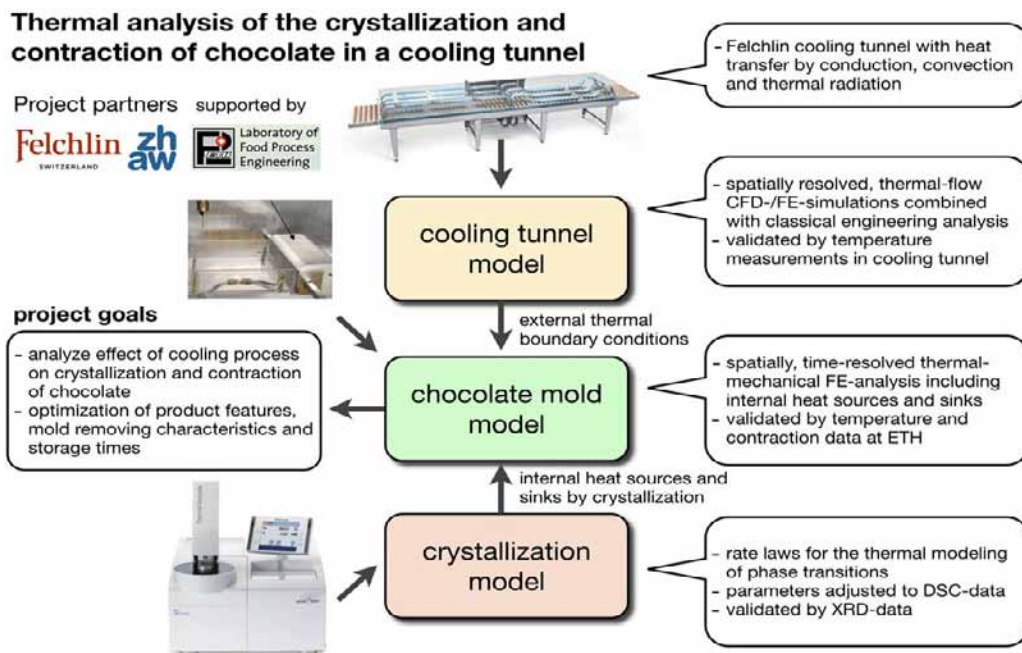 Thermal analysis of the crystallization and
contraction of chocolate in a cooling tunnel
Project partners
supported by
Felchlin
SWITZERLAND
zh
aw
Laboratory of
Food Process
Engineering
- Felchlin cooling tunnel with heat
transfer by conduction, convection
and thermal radiation
cooling tunnel
model
- spatially resolved, thermal-flow
CFD-/FE-simulations combined
with classical engineering analysis
- validated by temperature
measurements in cooling tunnel
external thermal
boundary conditions
project goals
- analyze effect of cooling process
on crystallization and contraction
of chocolate
- optimization of product features,
mold removing characteristics and
storage times
chocolate mold
model
- spatially, time-resolved thermal-
mechanical FE-analysis including
internal heat sources and sinks
- validated by temperature and
contraction data at ETH
internal heat sources and
sinks by crystallization
crystallization
model
- rate laws for the thermal modeling
of phase transitions
- parameters adjusted to DSC-data
- validated by XRD-data